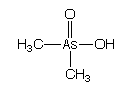 O
H₃C As OH
CH₃